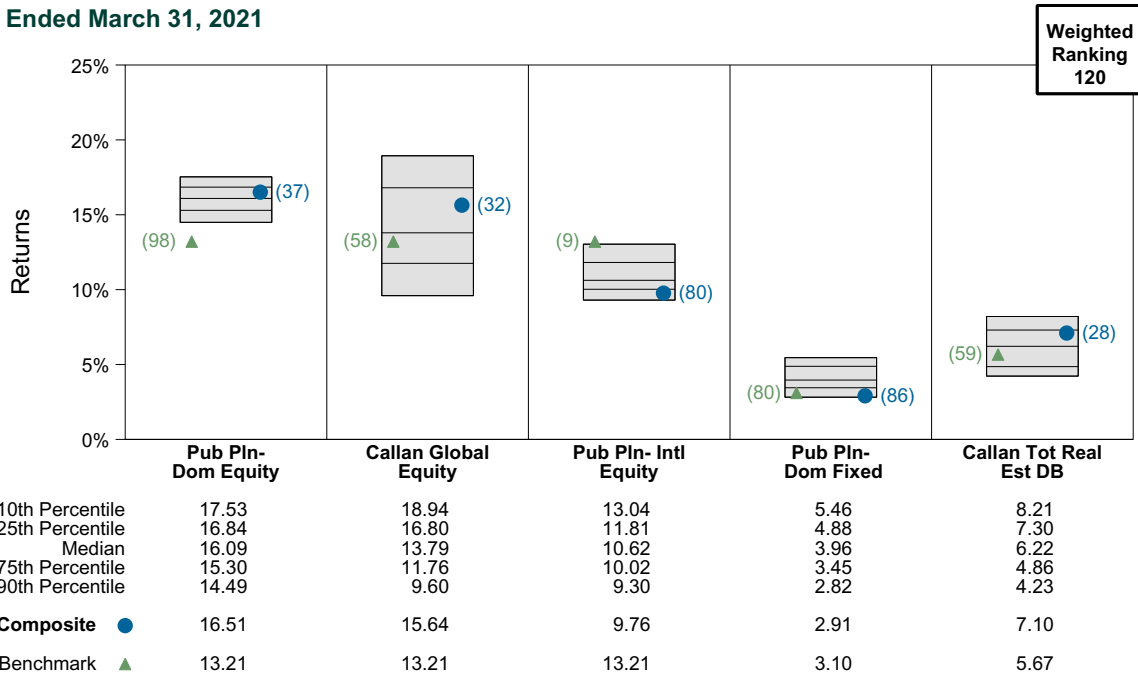 Ended March 31, 2021
Weighted
Ranking
120
Returns
25%
20%
15%
10%
5%
0%
(98) (37)
(58) (32)
(9) (80)
(80) (86)
(59) (28)
Pub Pln-
Dom Equity
Callan Global
Equity
Pub Pln- Intl
Equity
Pub Pln-
Dom Fixed
Callan Tot Real
Est DB
10th Percentile 17.53 18.94 13.04 5.46 8.21
25th Percentile 16.84 16.80 11.81 4.88 7.30
Median 16.09 13.79 10.62 3.96 6.22
75th Percentile 15.30 11.76 10.02 3.45 4.86
90th Percentile 14.49 9.60 9.30 2.82 4.23
Composite 16.51 15.64 9.76 2.91 7.10
Benchmark 13.21 13.21 13.21 3.10 5.67